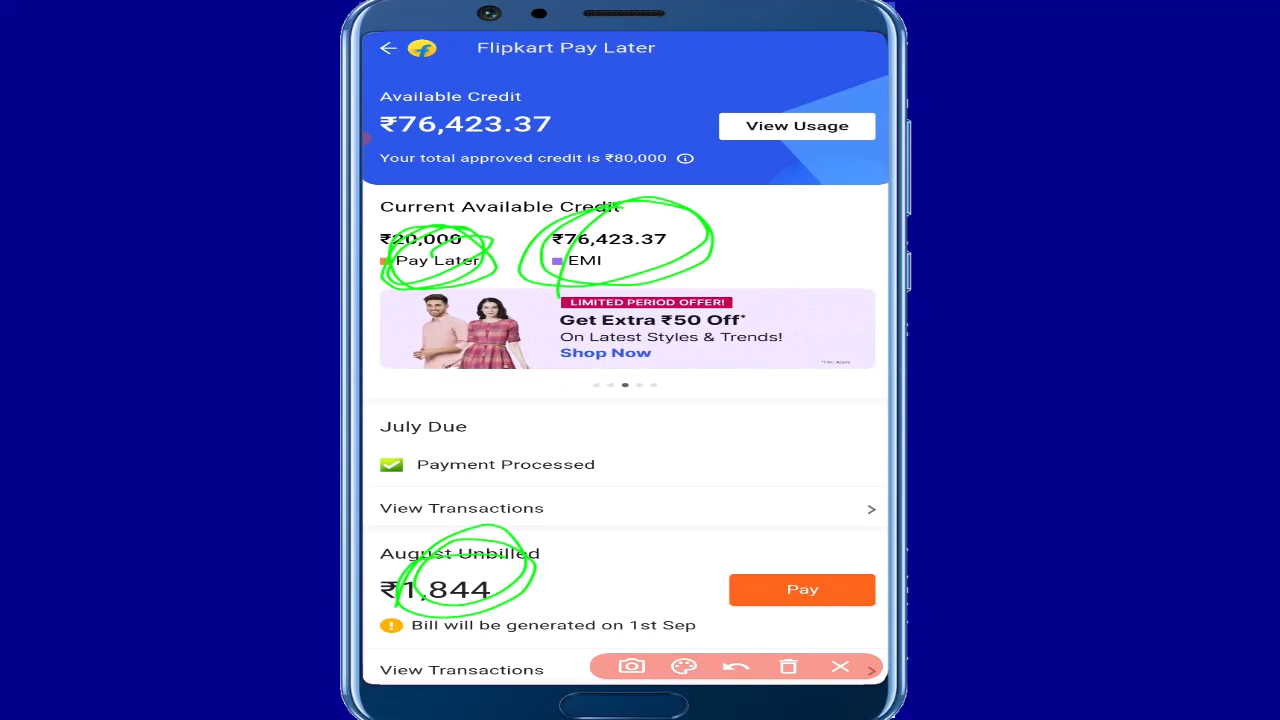 Flipkart Pay Later
Available Credit
₹76,423.37
View Usage
Your total approved credit is ₹80,000
Current Available Credit
₹20,000 ₹76,423.37
Pay Later EMI
LIMITED PERIOD OFFER!
Get Extra ₹50 Off*
On Latest Styles & Trends!
Shop Now
*T&C Apply
July Due
Payment Processed
View Transactions
August Unbilled
₹1,844
Pay
Bill will be generated on 1st Sep
View Transactions